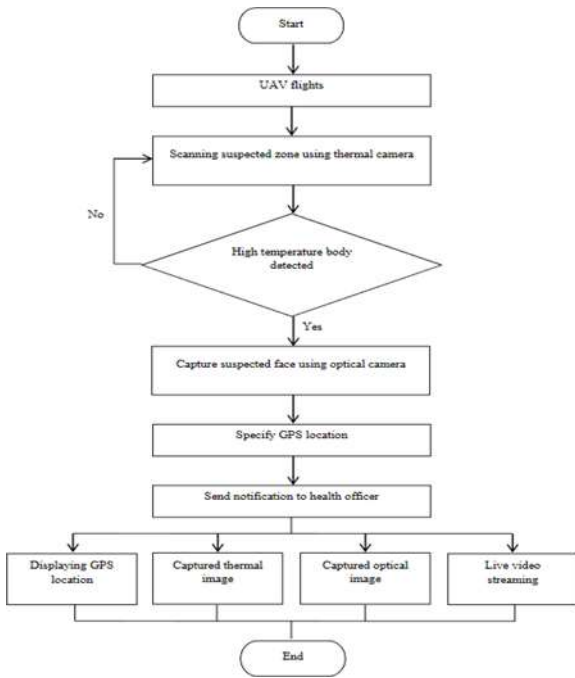 Start
UAV flights
Scanning suspected zone using thermal camera
No
High temperature body
detected
Yes
Capture suspected face using optical camera
Specify GPS location
Send notification to health officer
Displaying GPS
location
Captured thermal
image
Captured optical
image
Live video
streaming
End